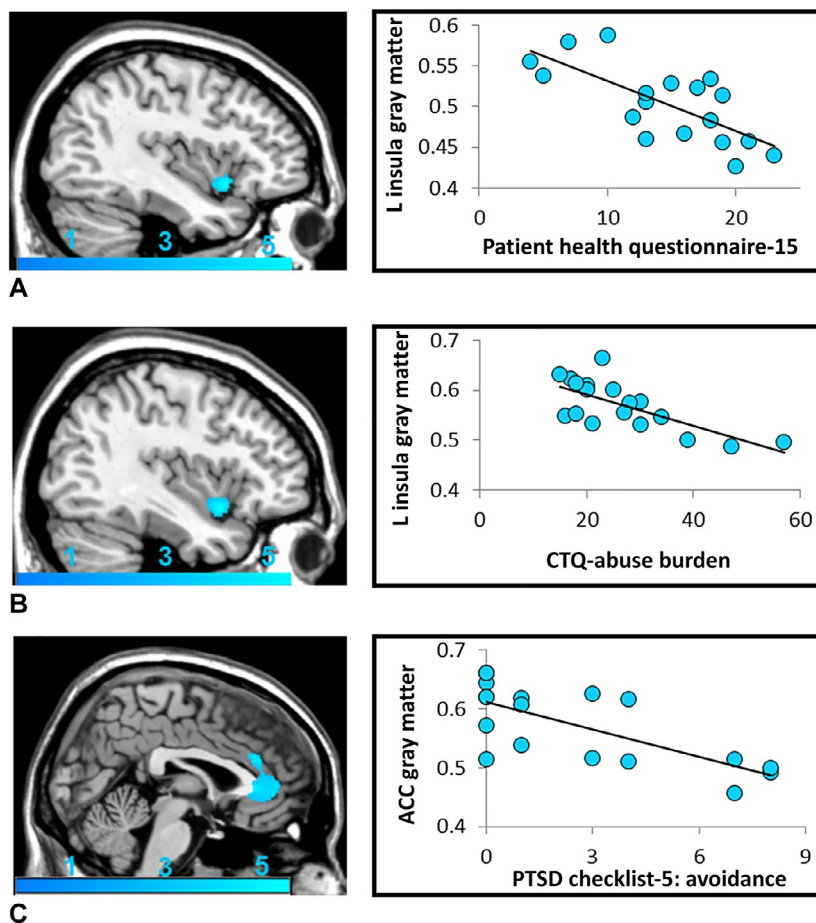 1 3 5
A
L insula gray matter
0.6
0.55
0.5
0.45
0.4
0 10 20
Patient health questionnaire-15
1 3 5
B
L insula gray matter
0.7
0.6
0.5
0.4
0 20 40 60
CTQ-abuse burden
1 3 5
C
ACC gray matter
0.7
0.6
0.5
0.4
0 3 6 9
PTSD checklist-5: avoidance